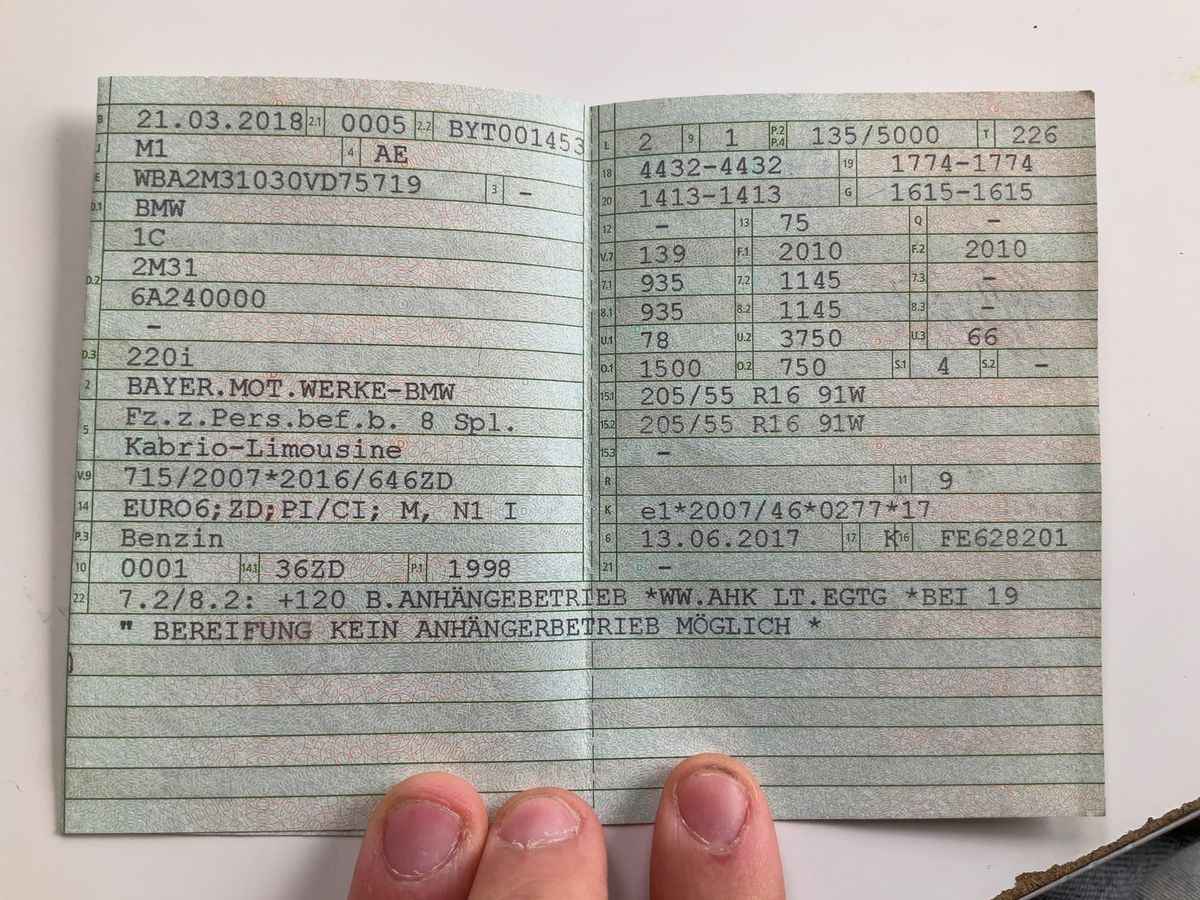 B 21.03.2018 2.1 0005 2.2 BYT001453
J M1 4 AE
E WBA2M31030VD75719 3 –
D.1 BMW
1C
D.2 2M31
6A240000
–
D.3 220i
2 BAYER.MOT.WERKE-BMW
5 Fz.z.Pers.bef.b. 8 Spl.
Kabrio-Limousine
V.9 715/2007*2016/646ZD
14 EURO6;ZD;PI/CI; M, N1 I
P.3 Benzin
10 0001 14.1 36ZD P.1 1998
L 2 9 1 P.2 P.4 135/5000 T 226
18 4432-4432 19 1774-1774
20 1413-1413 G 1615-1615
12 – 13 75 Q –
V.7 139 F.1 2010 F.2 2010
7.1 935 7.2 1145 7.3 –
8.1 935 8.2 1145 8.3 –
U.1 78 U.2 3750 U.3 66
O.1 1500 O.2 750 S.1 4 S.2 –
15.1 205/55 R16 91W
15.2 205/55 R16 91W
15.3 –
R 11 9
K e1*2007/46*0277*17
6 13.06.2017 17 K 16 FE628201
21 –
22 7.2/8.2: +120 B.ANHÄNGEBETRIEB *WW.AHK LT.EGTG *BEI 19
" BEREIFUNG KEIN ANHÄNGERBETRIEB MÖGLICH *